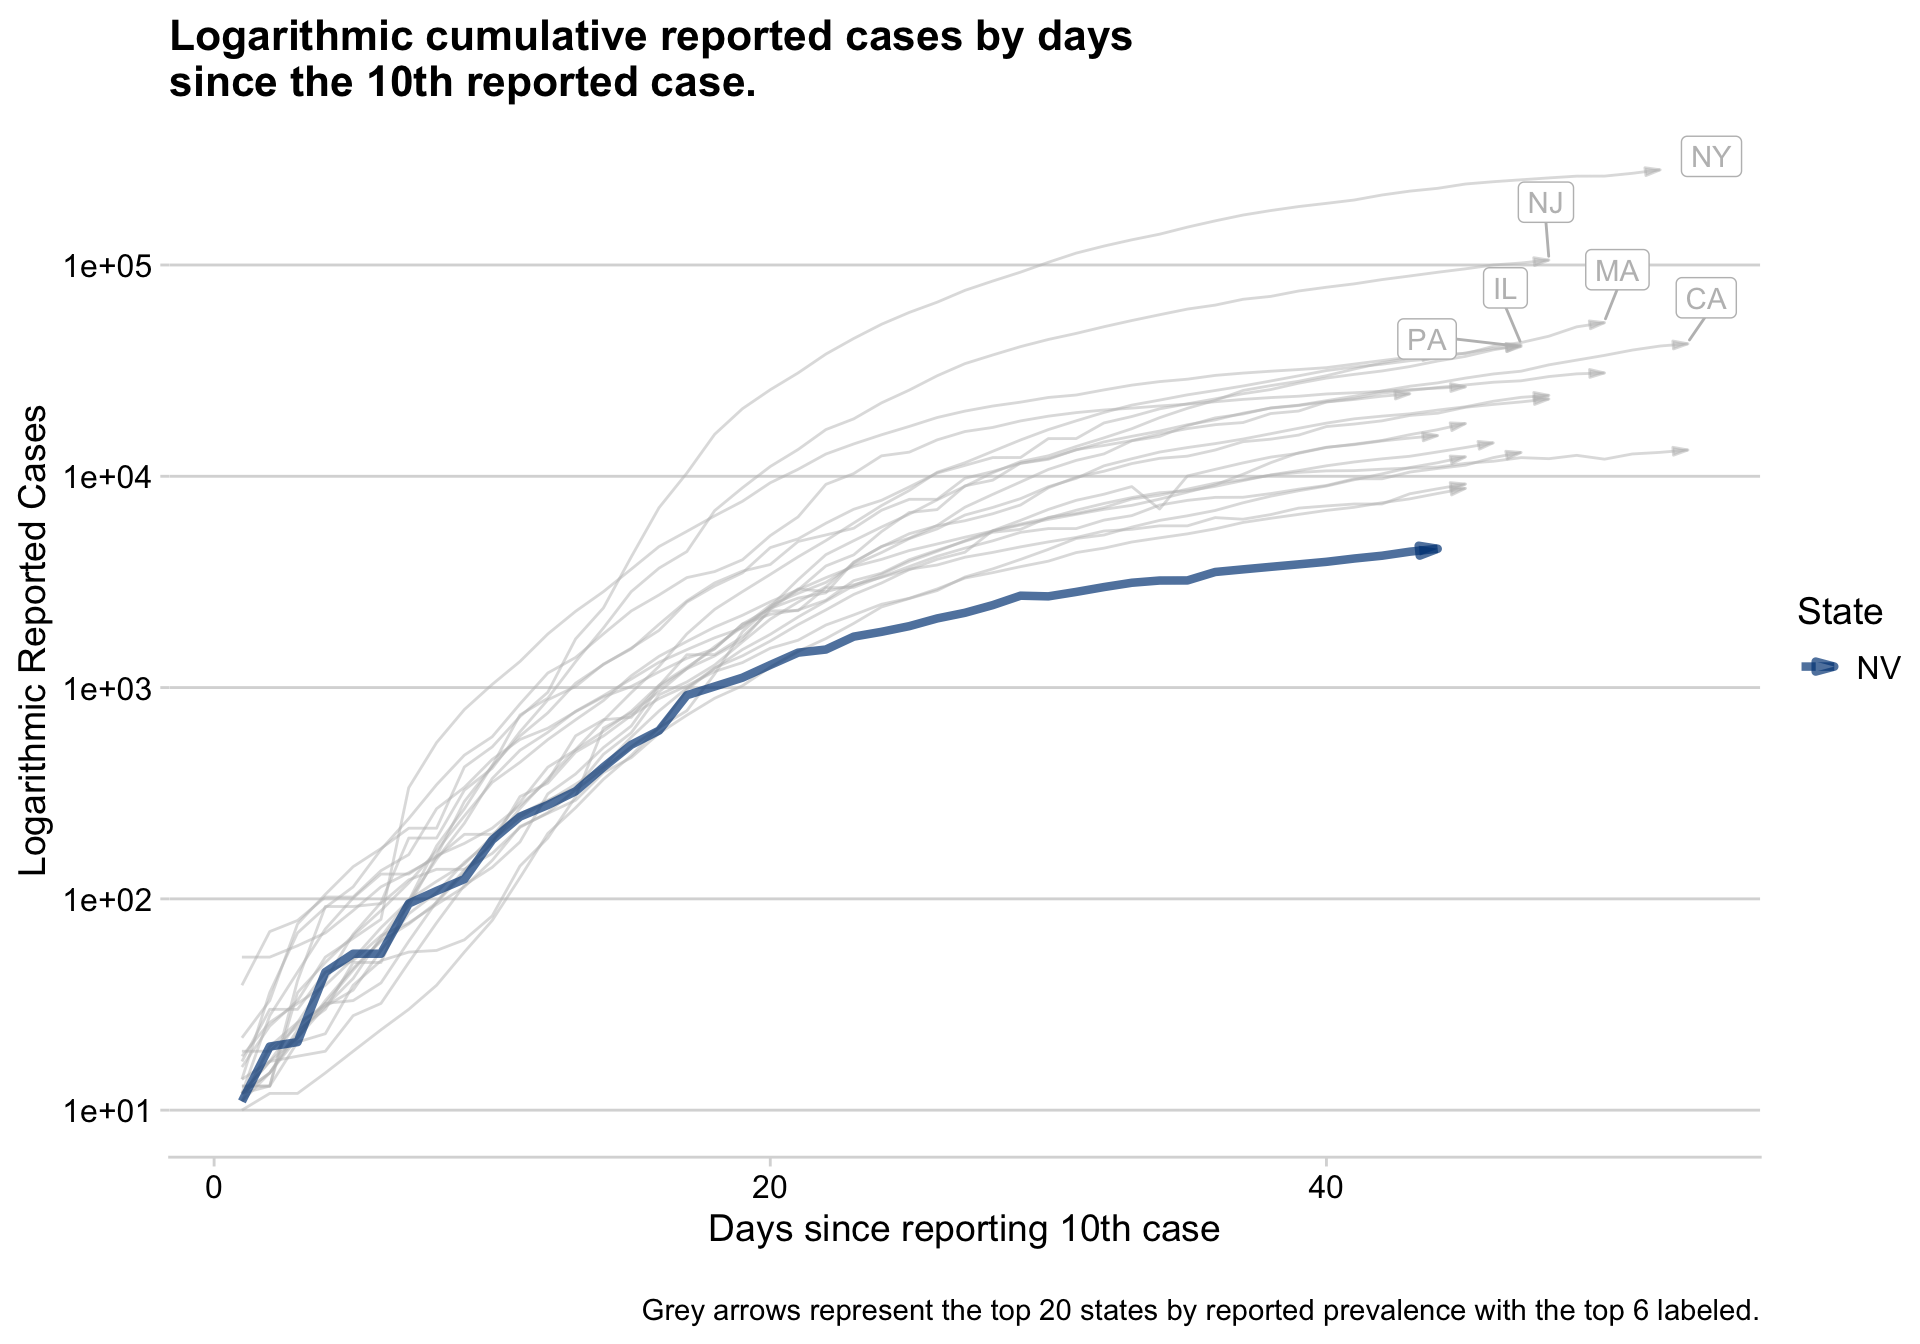 Logarithmic cumulative reported cases by days
since the 10th reported case.
NY
NJ
MA
IL
CA
PA
1e+05
1e+04
1e+03
1e+02
1e+01
Logarithmic Reported Cases
0
20
40
Days since reporting 10th case
State
NV
Grey arrows represent the top 20 states by reported prevalence with the top 6 labeled.